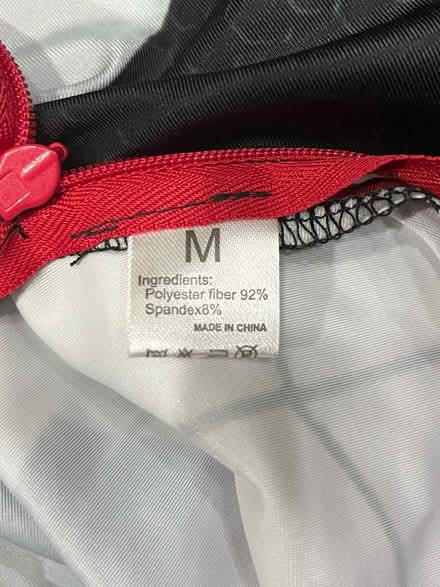 M
Ingredients:
Polyester fiber 92%
Spandex8%
MADE IN CHINA